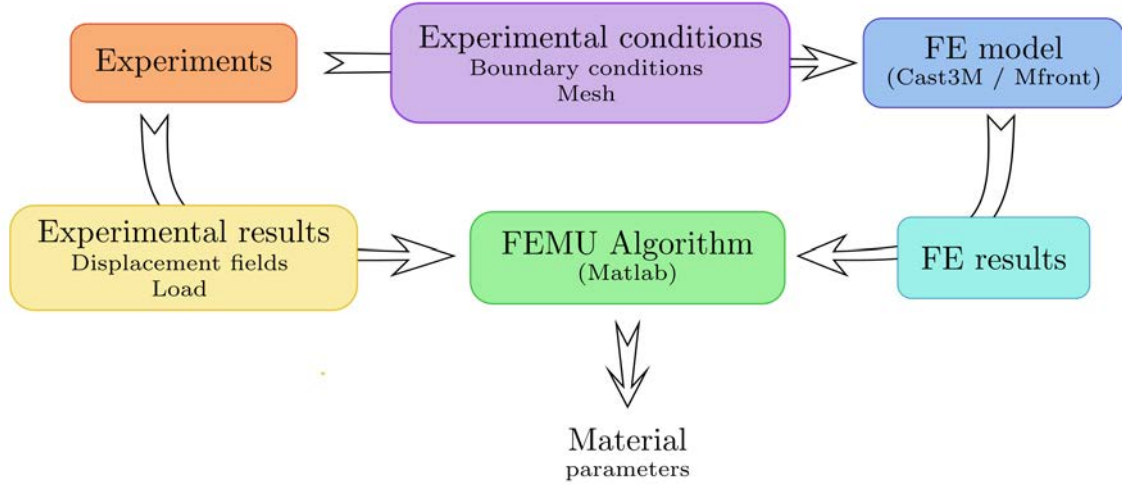 Experiments
Experimental conditions
Boundary conditions
Mesh
FE model
(Cast3M / Mfront)
Experimental results
Displacement fields
Load
FEMU Algorithm
(Matlab)
FE results
Material
parameters